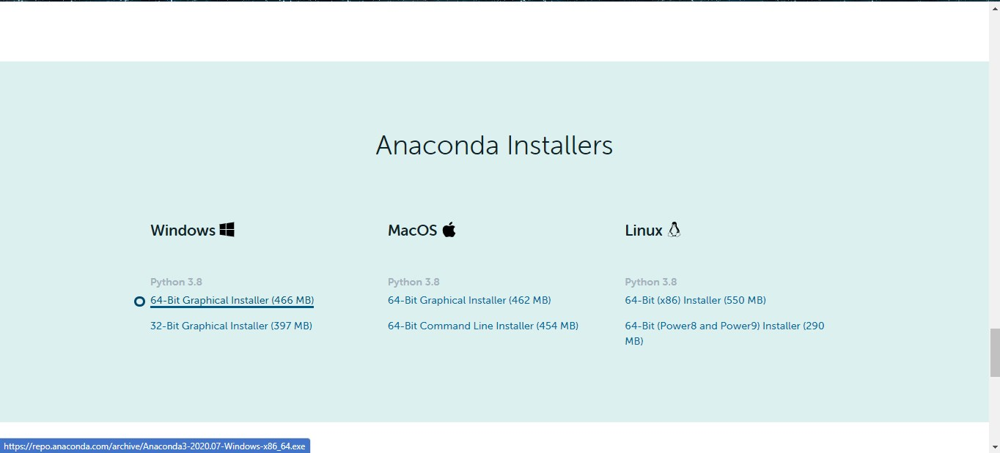 Anaconda Installers
Windows
Python 3.8
64-Bit Graphical Installer (466 MB)
32-Bit Graphical Installer (397 MB)
MacOS
Python 3.8
64-Bit Graphical Installer (462 MB)
64-Bit Command Line Installer (454 MB)
Linux
Python 3.8
64-Bit (x86) Installer (550 MB)
64-Bit (Power8 and Power9) Installer (290
MB)
https://repo.anaconda.com/archive/Anaconda3-2020.07-Windows-x86_64.exe